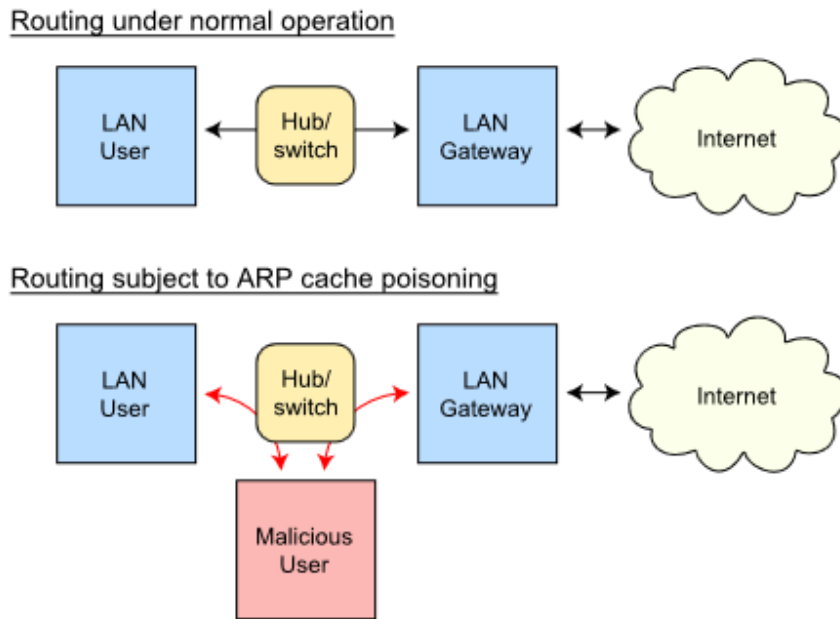 Routing under normal operation
LAN
User
Hub/
switch
LAN
Gateway
Internet
Routing subject to ARP cache poisoning
LAN
User
Hub/
switch
LAN
Gateway
Internet
Malicious
User